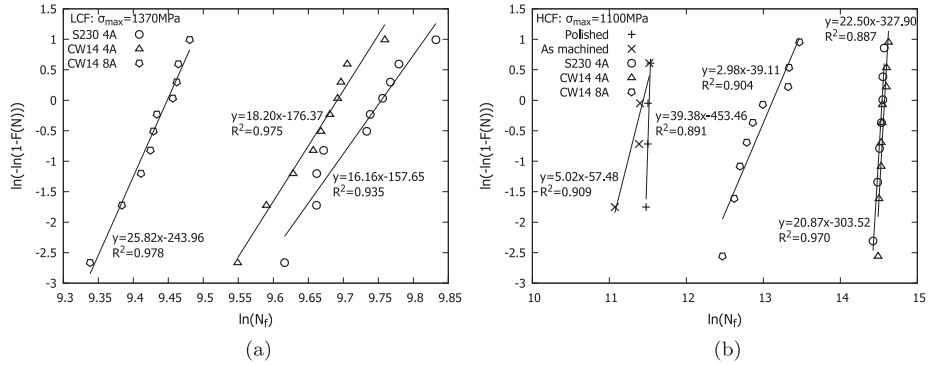 LCF: σmax=1370MPa
S230 4A
CW14 4A
CW14 8A
y=18.20x-176.37
R2=0.975
y=16.16x-157.65
R2=0.935
y=25.82x-243.96
R2=0.978
1.5
1
0.5
0
-0.5
-1
-1.5
-2
-2.5
-3
9.3 9.35 9.4 9.45 9.5 9.55 9.6 9.65 9.7 9.75 9.8 9.85
ln(-ln(1-F(N)))
ln(Nf)
(a)
HCF: σmax=1100MPa
Polished
As machined
S230 4A
CW14 4A
CW14 8A
22.50x-327.90
R2=0.887
y=2.98x-39.11
R2=0.904
y=39.38x-453.46
R2=0.891
y=5.02x-57.48
R2=0.909
y=20.87x-303.52
R2=0.970
1.5
1
0.5
0
-0.5
-1
-1.5
-2
-2.5
-3
10 11 12 13 14 15
ln(-ln(1-F(N)))
ln(Nf)
(b)